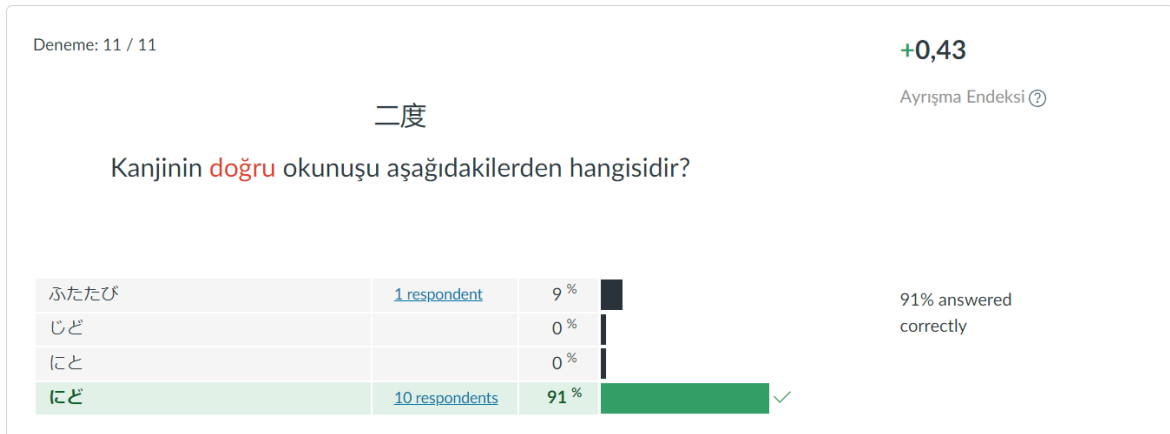 Deneme: 11 / 11
+0,43
Ayrışma Endeksi ?
二度
Kanjinin doğru okunuşu aşağıdakilerden hangisidir?
ふたたび 1 respondent 9 %
じど 0 %
にと 0 %
にど 10 respondents 91 %
91% answered
correctly